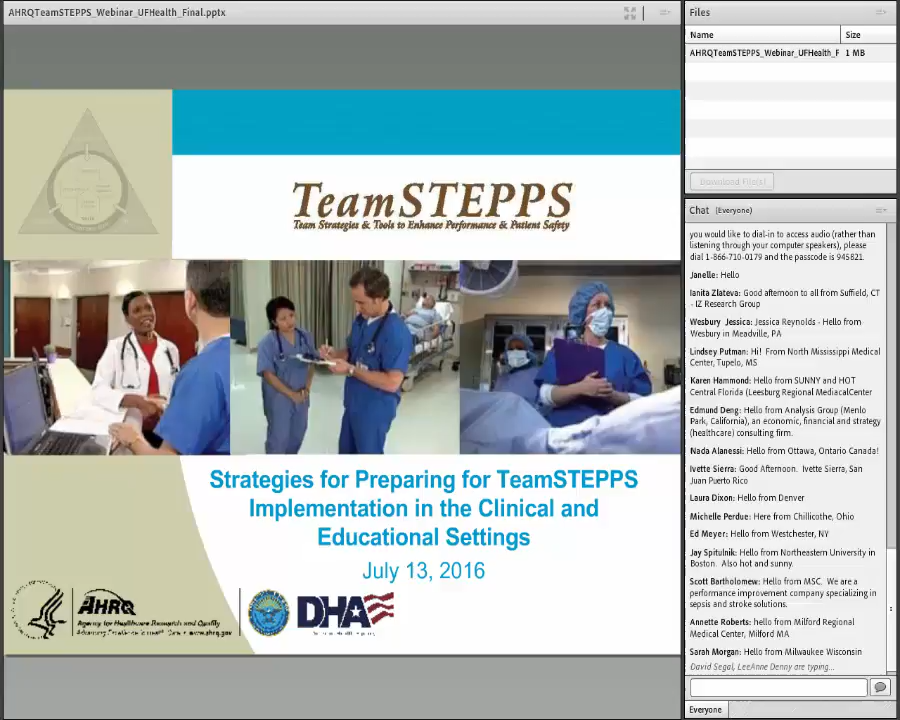 AHRQTeamSTEPPS_Webinar_UFHealth_Final.pptx
TeamSTEPPS
Team Strategies & Tools to Enhance Performance & Patient Safety
Strategies for Preparing for TeamSTEPPS
Implementation in the Clinical and
Educational Settings
July 13, 2016
AHRQ
Agency for Healthcare Research and Quality
www.ahrq.gov
DHA
Files
Name Size
AHRQTeamSTEPPS_Webinar_UFHealth_F 1 MB
Download File(s)
Chat (Everyone)
you would like to dial-in to access audio (rather than
listening through your computer speakers), please
dial 1-866-710-0179 and the passcode is 945821.
Janelle: Hello
Ianita Zlateva: Good afternoon to all from Suffield, CT
- IZ Research Group
Wesbury Jessica: Jessica Reynolds - Hello from
Wesbury in Meadville, PA
Lindsey Putman: Hi! From North Mississippi Medical
Center, Tupelo, MS
Karen Hammond: Hello from SUNNY and HOT
Central Florida (Leesburg Regional MedicalCenter
Edmund Deng: Hello from Analysis Group (Menlo
Park, California), an economic, financial and strategy
(healthcare) consulting firm.
Nada Alanessi: Hello from Ottawa, Ontario Canada!
Ivette Sierra: Good Afternoon. Ivette Sierra, San
Juan Puerto Rico
Laura Dixon: Hello from Denver
Michelle Perdue: Here from Chillicothe, Ohio
Ed Meyer: Hello from Westchester, NY
Jay Spitulnik: Hello from Northeastern University in
Boston. Also hot and sunny.
Scott Bartholomew: Hello from MSC. We are a
performance improvement company specializing in
sepsis and stroke solutions.
Annette Roberts: hello from Milford Regional
Medical Center, Milford MA
Sarah Morgan: Hello from Milwaukee Wisconsin
David Segal, LeeAnne Denny are typing...
Everyone